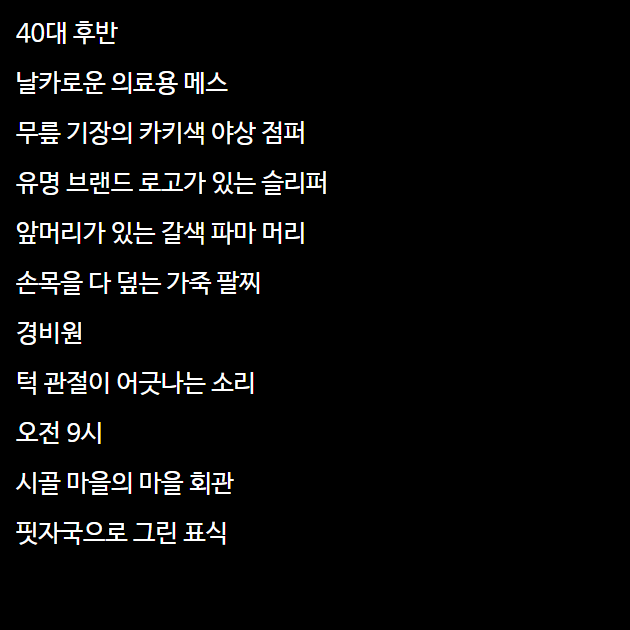 40대 후반
날카로운 의료용 메스
무릎 기장의 카키색 야상 점퍼
유명 브랜드 로고가 있는 슬리퍼
앞머리가 있는 갈색 파마 머리
손목을 다 덮는 가죽 팔찌
경비원
턱 관절이 어긋나는 소리
오전 9시
시골 마을의 마을 회관
핏자국으로 그린 표식